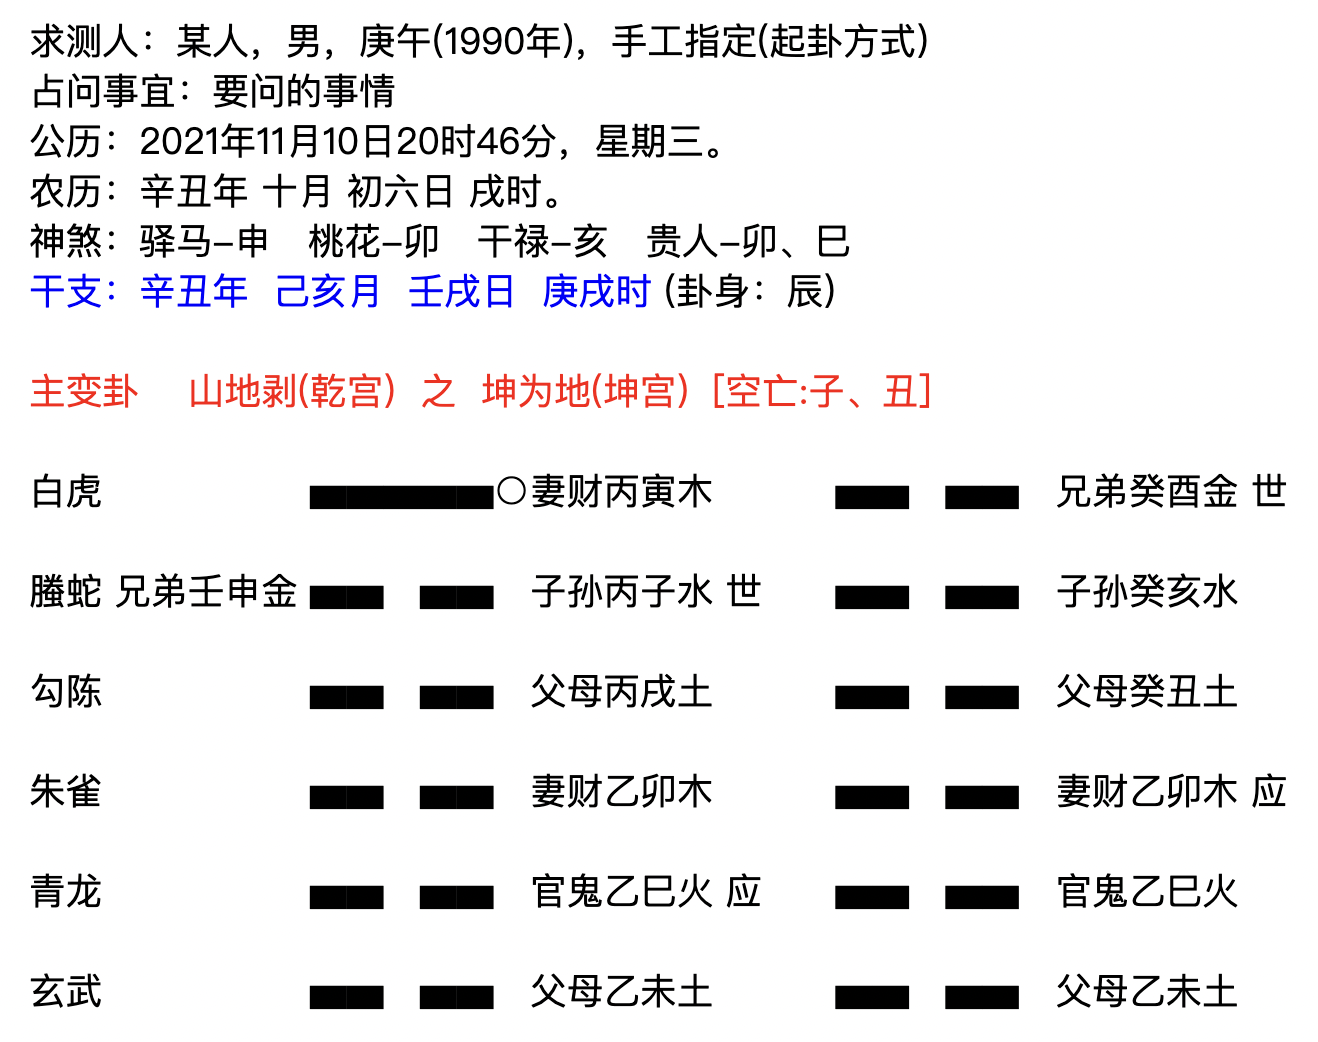 求测人：某人，男，庚午(1990年)，手工指定(起卦方式)
占问事宜：要问的事情
公历：2021年11月10日20时46分，星期三。
农历：辛丑年 十月 初六日 戌时。
神煞：驿马–申 桃花–卯 干禄–亥 贵人–卯、巳
干支：辛丑年 己亥月 壬戌日 庚戌时 (卦身：辰)
主变卦 山地剥(乾宫) 之 坤为地(坤宫) [空亡:子、丑]
白虎 ○妻财丙寅木 兄弟癸酉金 世
螣蛇 兄弟壬申金 子孙丙子水 世 子孙癸亥水
勾陈 父母丙戌土 父母癸丑土
朱雀 妻财乙卯木 妻财乙卯木 应
青龙 官鬼乙巳火 应 官鬼乙巳火
玄武 父母乙未土 父母乙未土